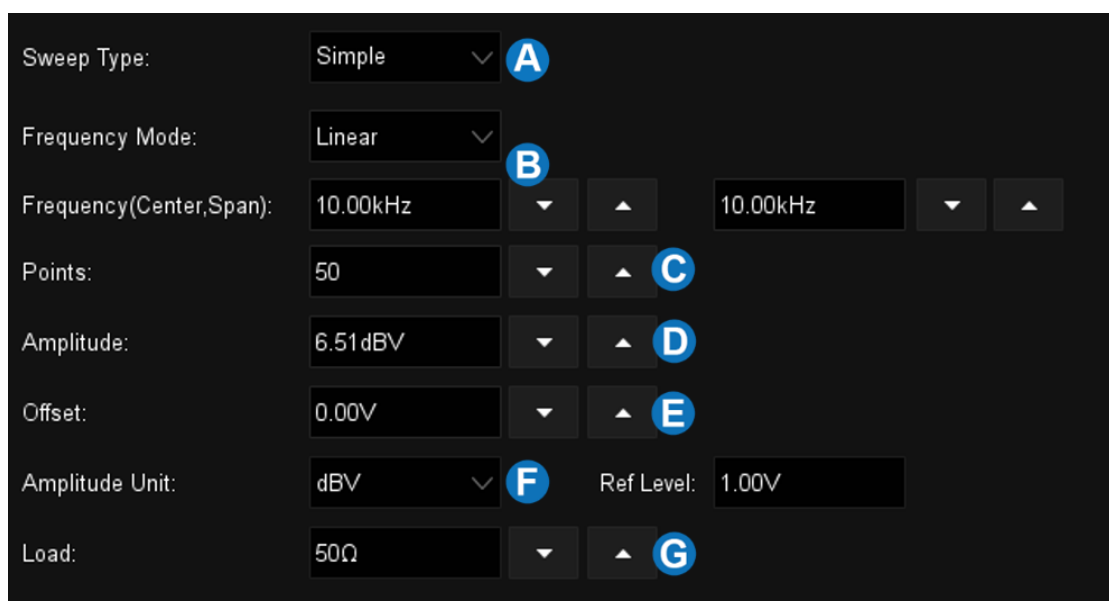 Sweep Type: Simple A
Frequency Mode: Linear
B
Frequency(Center,Span): 10.00kHz 10.00kHz
Points: 50 C
Amplitude: 6.51dBV D
Offset: 0.00V E
Amplitude Unit: dBV F Ref Level: 1.00V
Load: 50Ω G